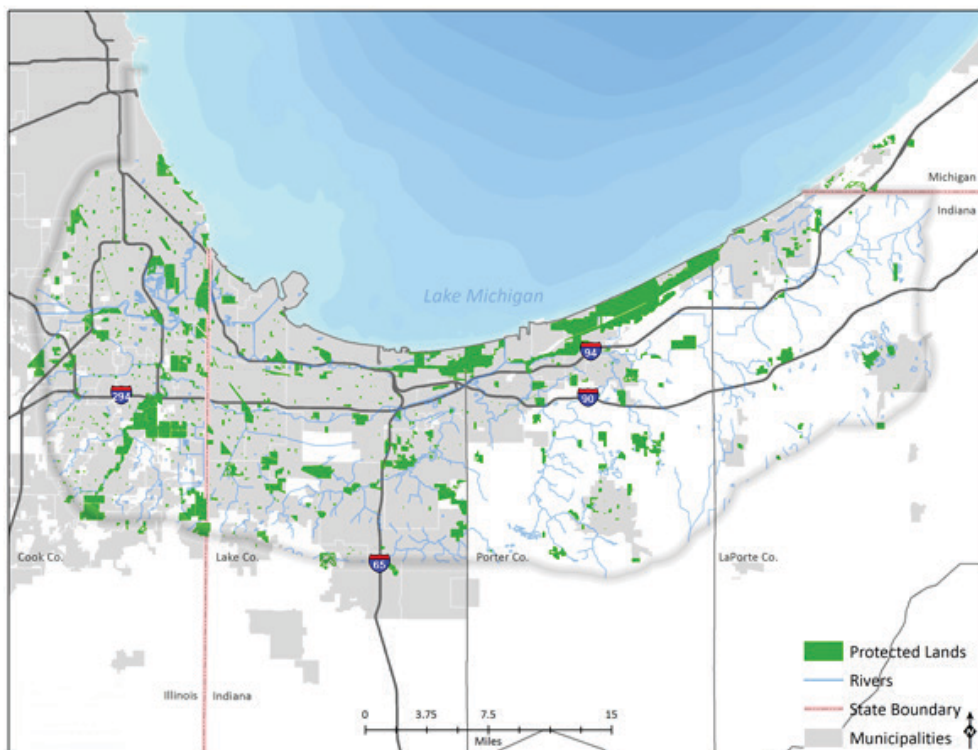 Michigan
Indiana
Lake Michigan
94
294
90
Cook Co.
Lake Co.
65
Porter Co.
LaPorte Co.
Illinois
Indiana
0 3.75 7.5 15
Miles
Protected Lands
Rivers
State Boundary
Municipalities